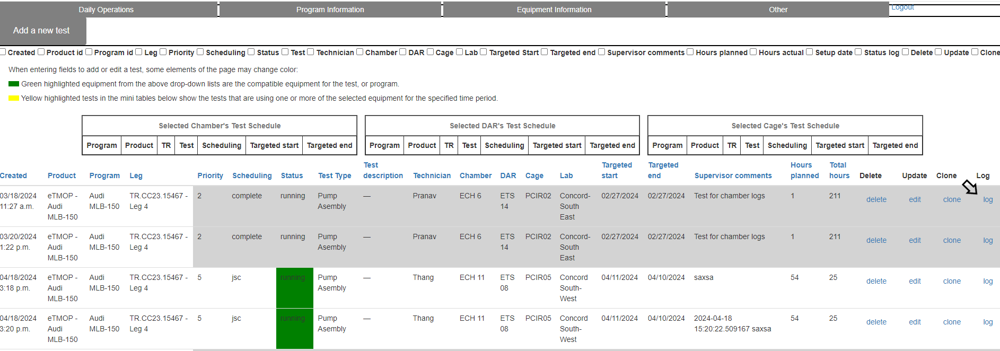 Daily Operations Program Information Equipment Information Other Logout
Add a new test
Created Product id Program id Leg Priority Scheduling Status Test Technician Chamber DAR Cage Lab Targeted Start Targeted end Supervisor comments Hours planned Hours actual Setup date Status log Delete Update Clone
When entering fields to add or edit a test, some elements of the page may change color:
Green highlighted equipment from the above drop-down lists are the compatible equipment for the test, or program.
Yellow highlighted tests in the mini tables below show the tests that are using one or more of the selected equipment for the specified time period.
Selected Chamber's Test Schedule Selected DAR's Test Schedule Selected Cage's Test Schedule
Program Product TR Test Scheduling Targeted start Targeted end Program Product TR Test Scheduling Targeted start Targeted end Program Product TR Test Scheduling Targeted start Targeted end
Test Targeted Targeted Hours Total
Created Product Program Leg Priority Scheduling Status Test Type description Technician Chamber DAR Cage Lab start end Supervisor comments planned hours Delete Update Clone Log
03/18/2024 eTMOP - Audi TR.CC23.15467 - 2 complete running Pump — Pranav ECH 6 ETS PCIR02 Concord- 02/27/2024 02/27/2024 Test for chamber logs 1 211 delete edit clone log
11:27 a.m. Audi MLB-150 Leg 4 Asembly 14 South
MLB-150 East
03/20/2024 eTMOP - Audi TR.CC23.15467 - 2 complete running Pump — Pranav ECH 6 ETS PCIR02 Concord- 02/27/2024 02/27/2024 Test for chamber logs 1 211 delete edit clone log
1:22 p.m. Audi MLB-150 Leg 4 Asembly 14 South
MLB-150 East
04/18/2024 eTMOP - Audi TR.CC23.15467 - 5 jsc running Pump — Thang ECH 11 ETS PCIR05 Concord 04/11/2024 04/10/2024 saxsa 54 25 delete edit clone log
3:18 p.m. Audi MLB-150 Leg 4 Asembly 08 South-
MLB-150 West
04/18/2024 eTMOP - Audi TR.CC23.15467 - 5 jsc running Pump — Thang ECH 11 ETS PCIR05 Concord 04/11/2024 04/10/2024 2024-04-18 54 25 delete edit clone log
3:20 p.m. Audi MLB-150 Leg 4 Asembly 08 South- 15:20:22.509167 saxsa
MLB-150 West